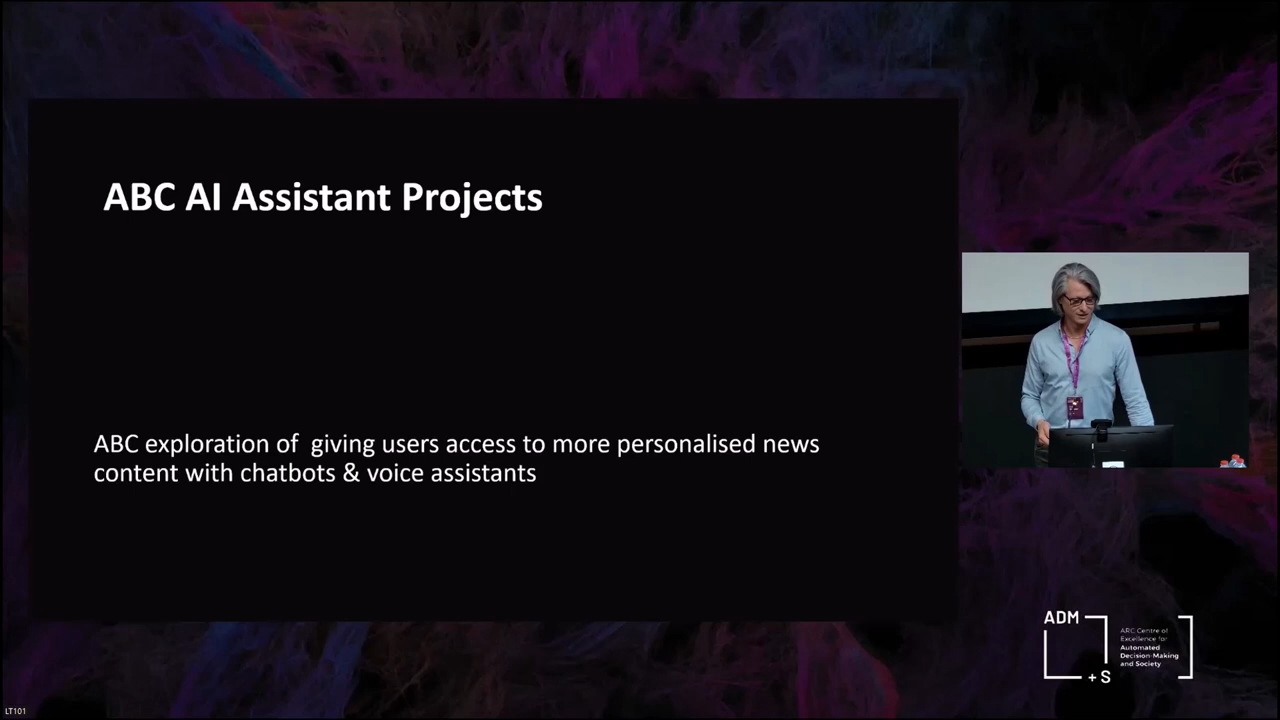 ABC AI Assistant Projects
ABC exploration of  giving users access to more personalised news
content with chatbots & voice assistants
ADM
+ S
ARC Centre of
Excellence for
Automated
Decision-Making
and Society
LT101